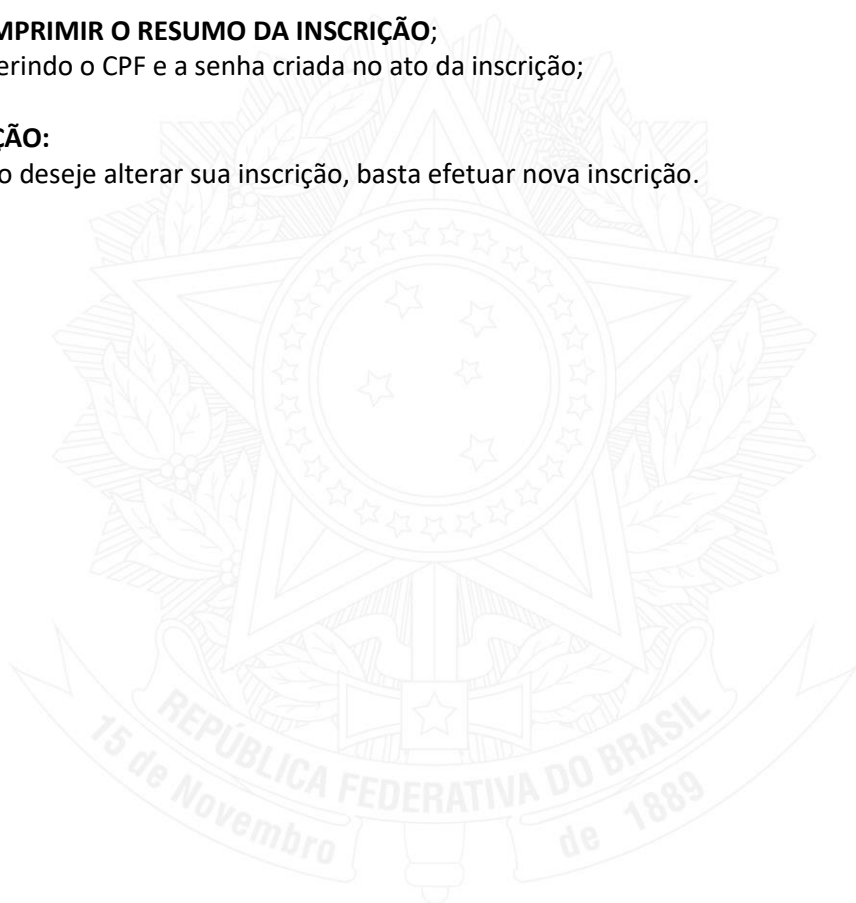 MPRIMIR O RESUMO DA INSCRIÇÃO;
erindo o CPF e a senha criada no ato da inscrição;
ÇÃO:
o deseje alterar sua inscrição, basta efetuar nova inscrição.
REPÚBLICA FEDERATIVA DO BRASIL
15 de Novembro de 1889